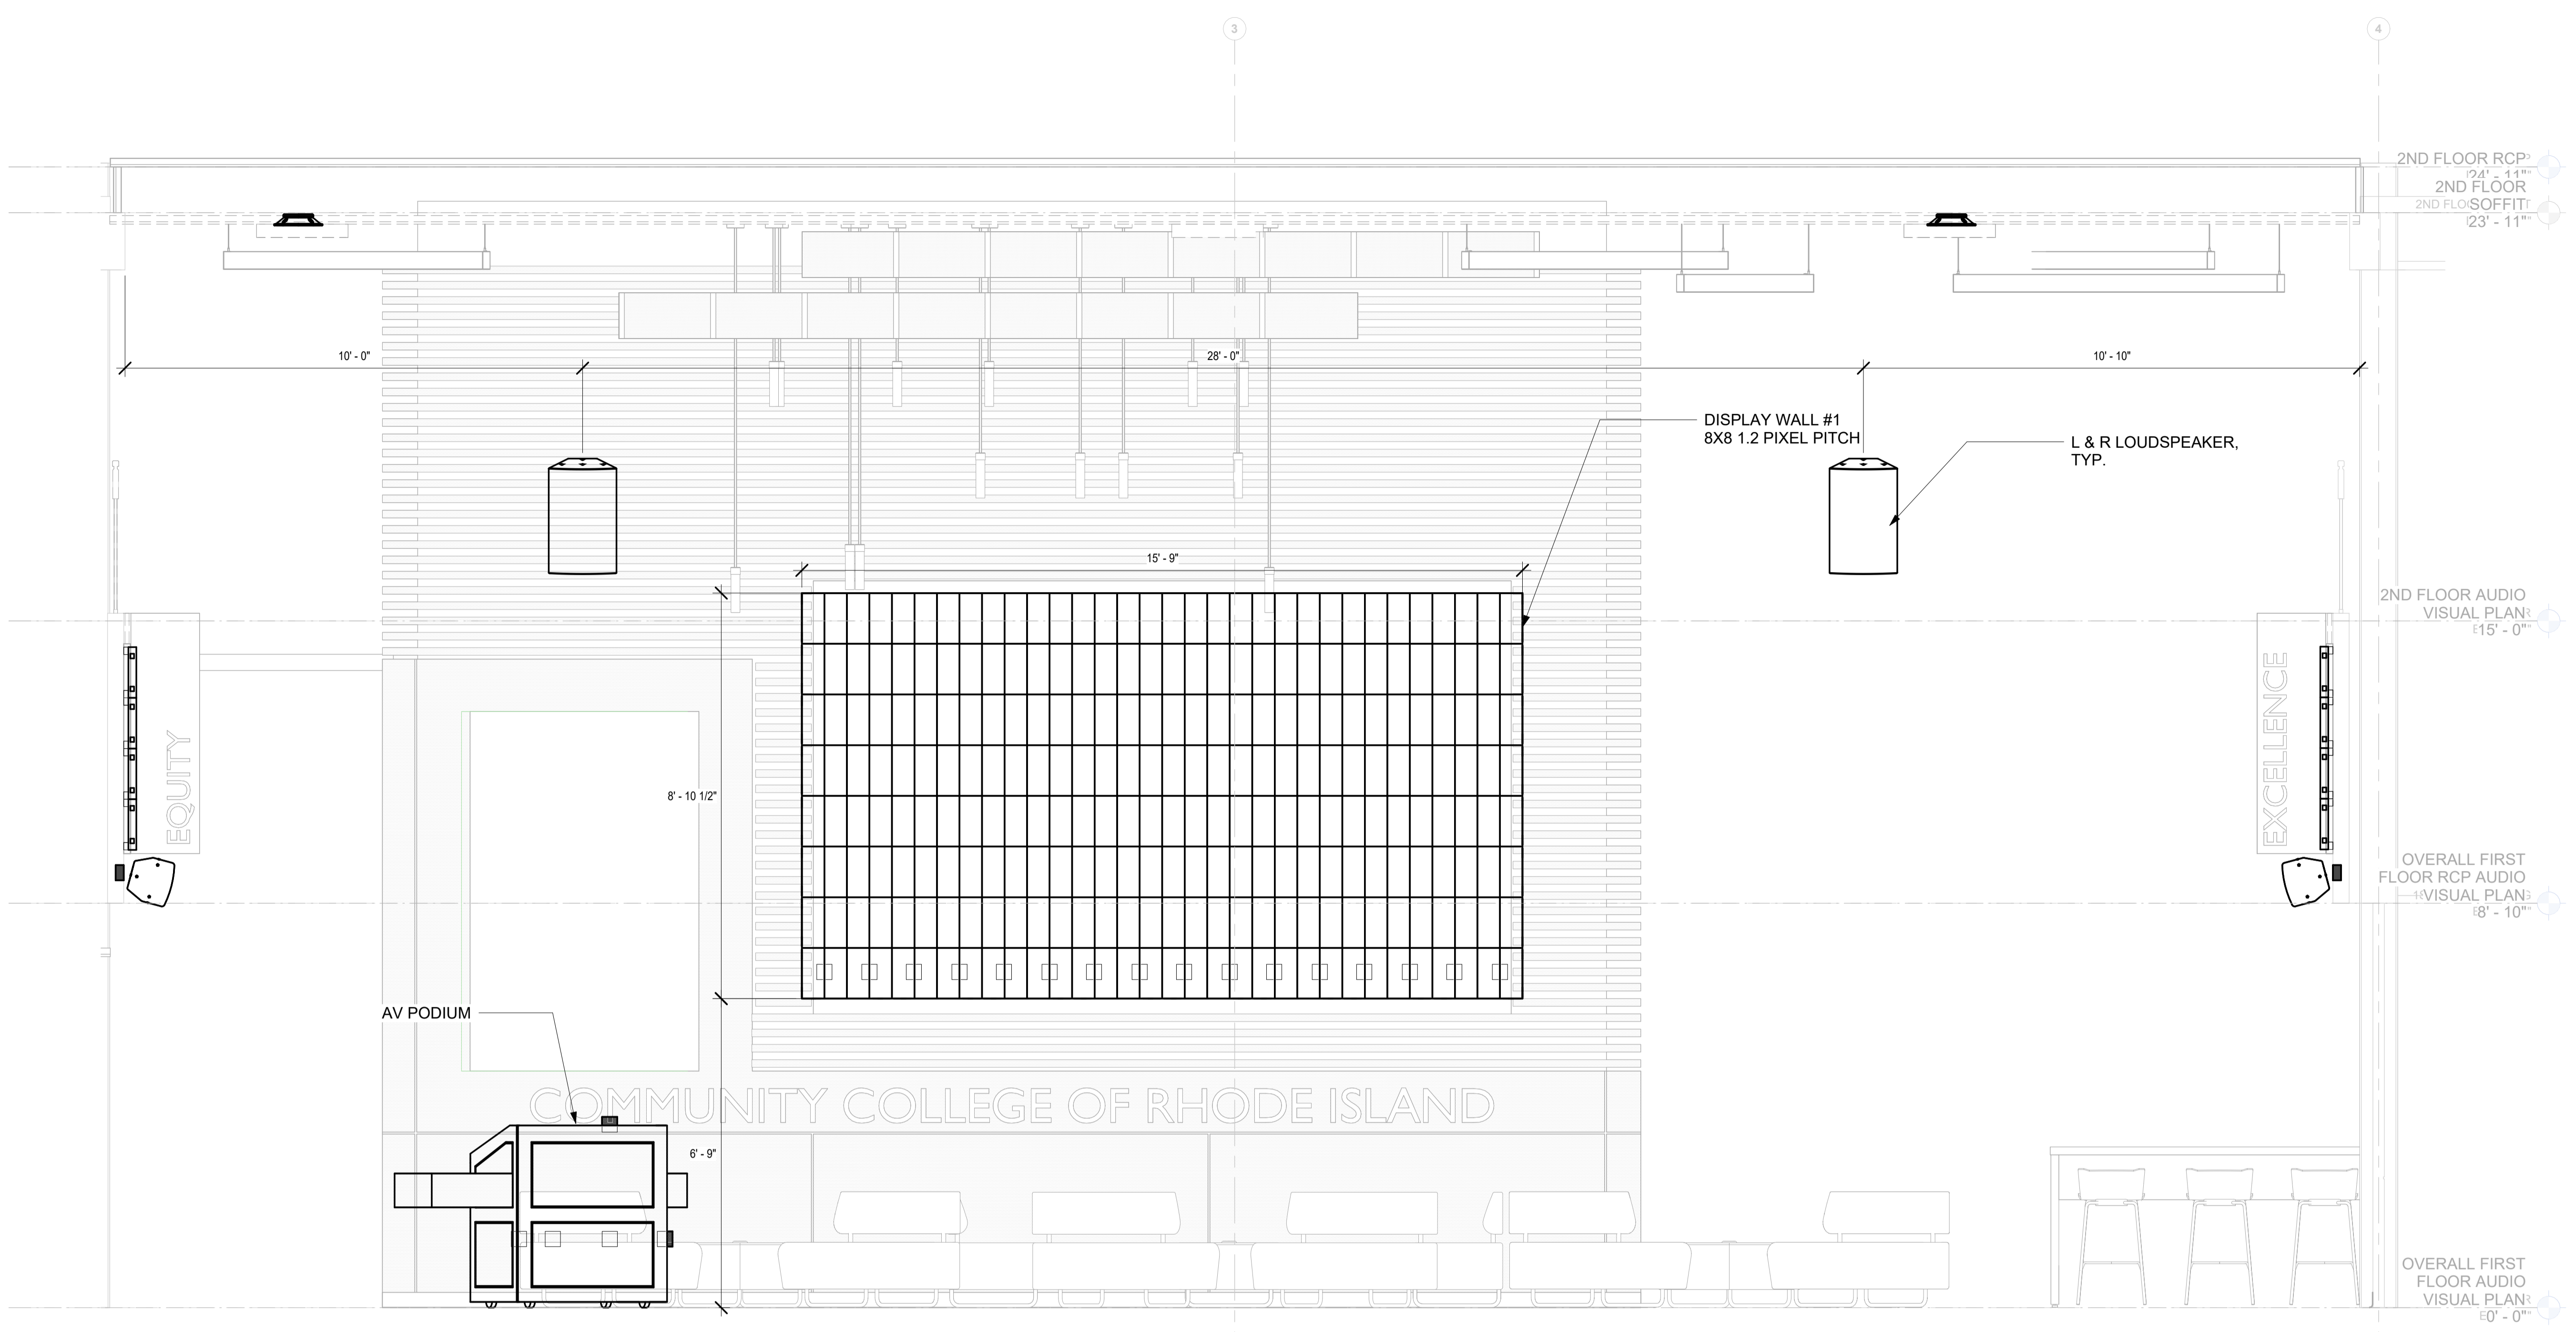 3
4
2ND FLOOR RCP
24' - 11"
2ND FLOOR
SOFFIT
23' - 11"
10' - 0"
28' - 0"
10' - 10"
DISPLAY WALL #1
8X8 1.2 PIXEL PITCH
L & R LOUDSPEAKER,
TYP.
15' - 9"
2ND FLOOR AUDIO
VISUAL PLAN
15' - 0"
EQUITY
EXCELLENCE
8' - 10 1/2"
OVERALL FIRST
FLOOR RCP AUDIO
VISUAL PLAN
8' - 10"
AV PODIUM
COMMUNITY COLLEGE OF RHODE ISLAND
6' - 9"
OVERALL FIRST
FLOOR AUDIO
VISUAL PLAN
0' - 0"